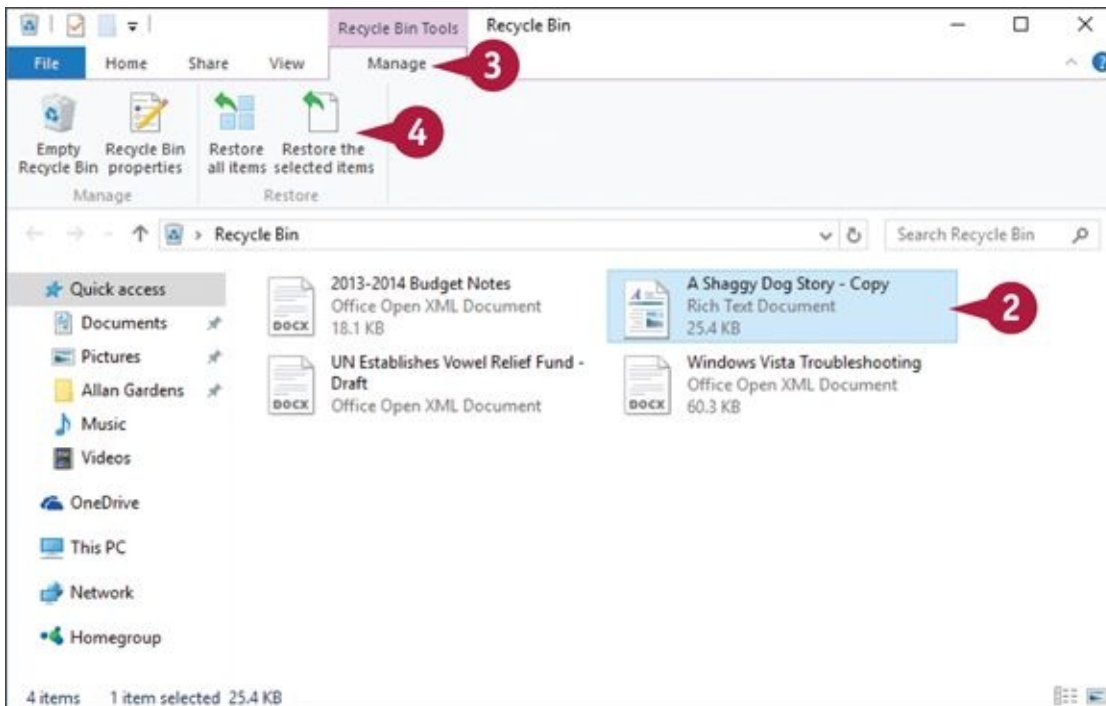 Recycle Bin Tools Recycle Bin
File Home Share View Manage 3
4
Empty Recycle Bin Restore Restore the
Recycle Bin properties all items selected items
Manage Restore
Recycle Bin Search Recycle Bin
Quick access
Documents
Pictures
Allan Gardens
Music
Videos
OneDrive
This PC
Network
Homegroup
2013-2014 Budget Notes
Office Open XML Document
18.1 KB
DOCX
A Shaggy Dog Story - Copy
Rich Text Document
25.4 KB
2
UN Establishes Vowel Relief Fund -
Draft
Office Open XML Document
DOCX
Windows Vista Troubleshooting
Office Open XML Document
60.3 KB
DOCX
4 items 1 item selected 25.4 KB